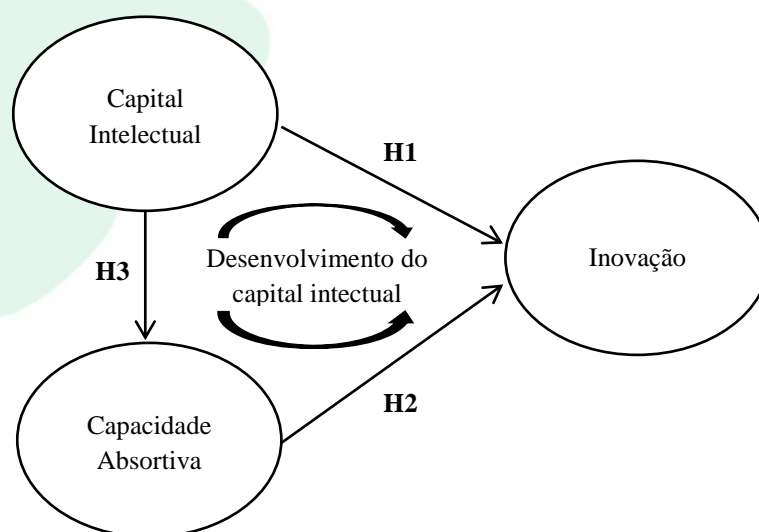 Capital
Intelectual
H1
H3
Desenvolvimento do
capital intectual
Inovação
H2
Capacidade
Absortiva